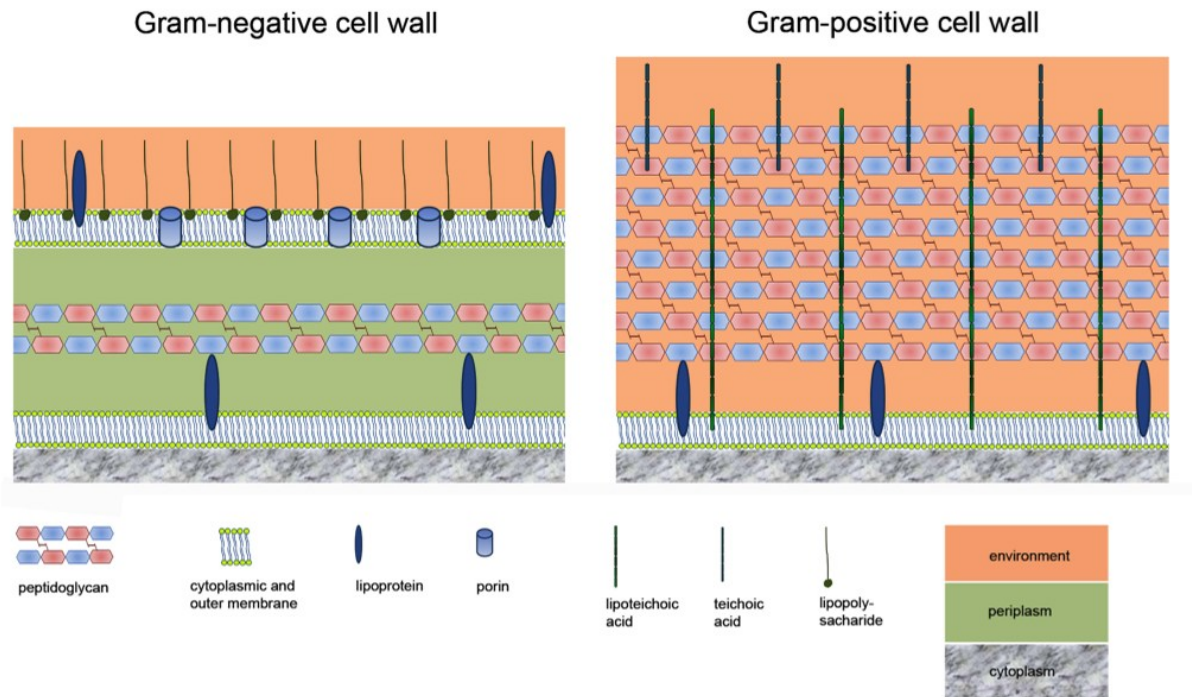 Gram-negative cell wall
Gram-positive cell wall
peptidoglycan
cytoplasmic and
outer membrane
lipoprotein
porin
lipoteichoic
acid
teichoic
acid
lipopoly-
sacharide
environment
periplasm
cytoplasm